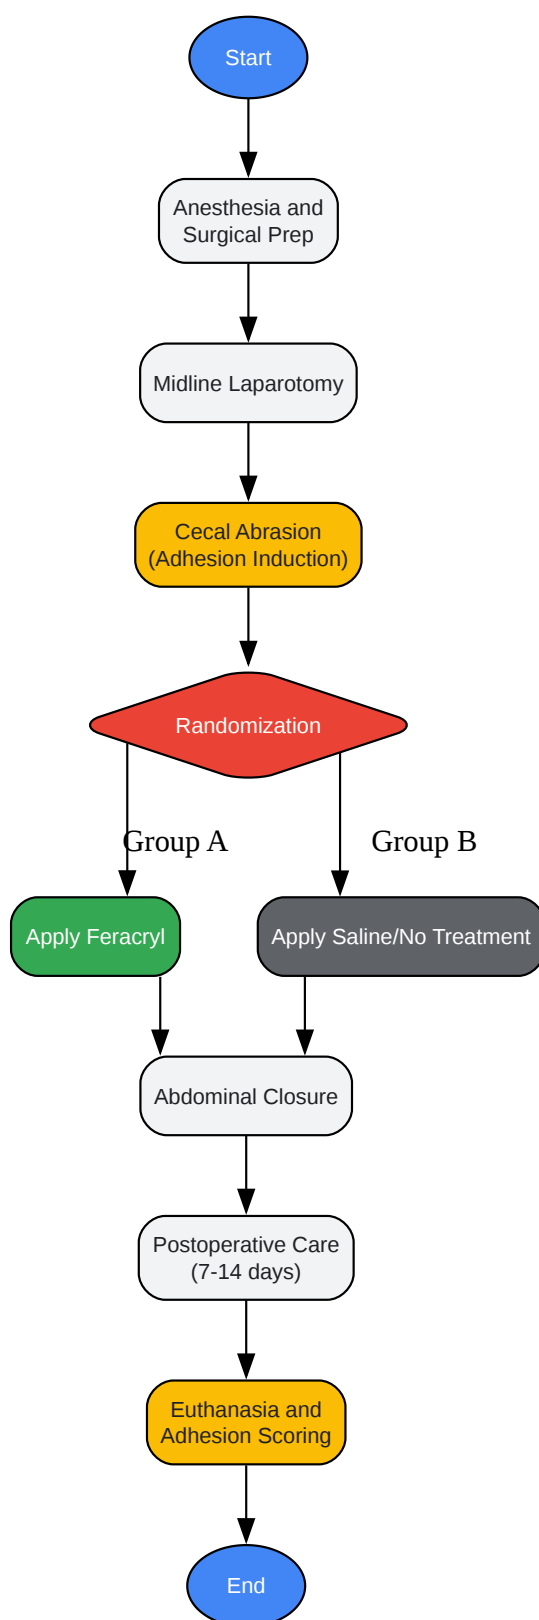 Start
Anesthesia and
Surgical Prep
Midline Laparotomy
Cecal Abrasion
(Adhesion Induction)
Randomization
Group A
Group B
Apply Feracryl
Apply Saline/No Treatment
Abdominal Closure
Postoperative Care
(7-14 days)
Euthanasia and
Adhesion Scoring
End